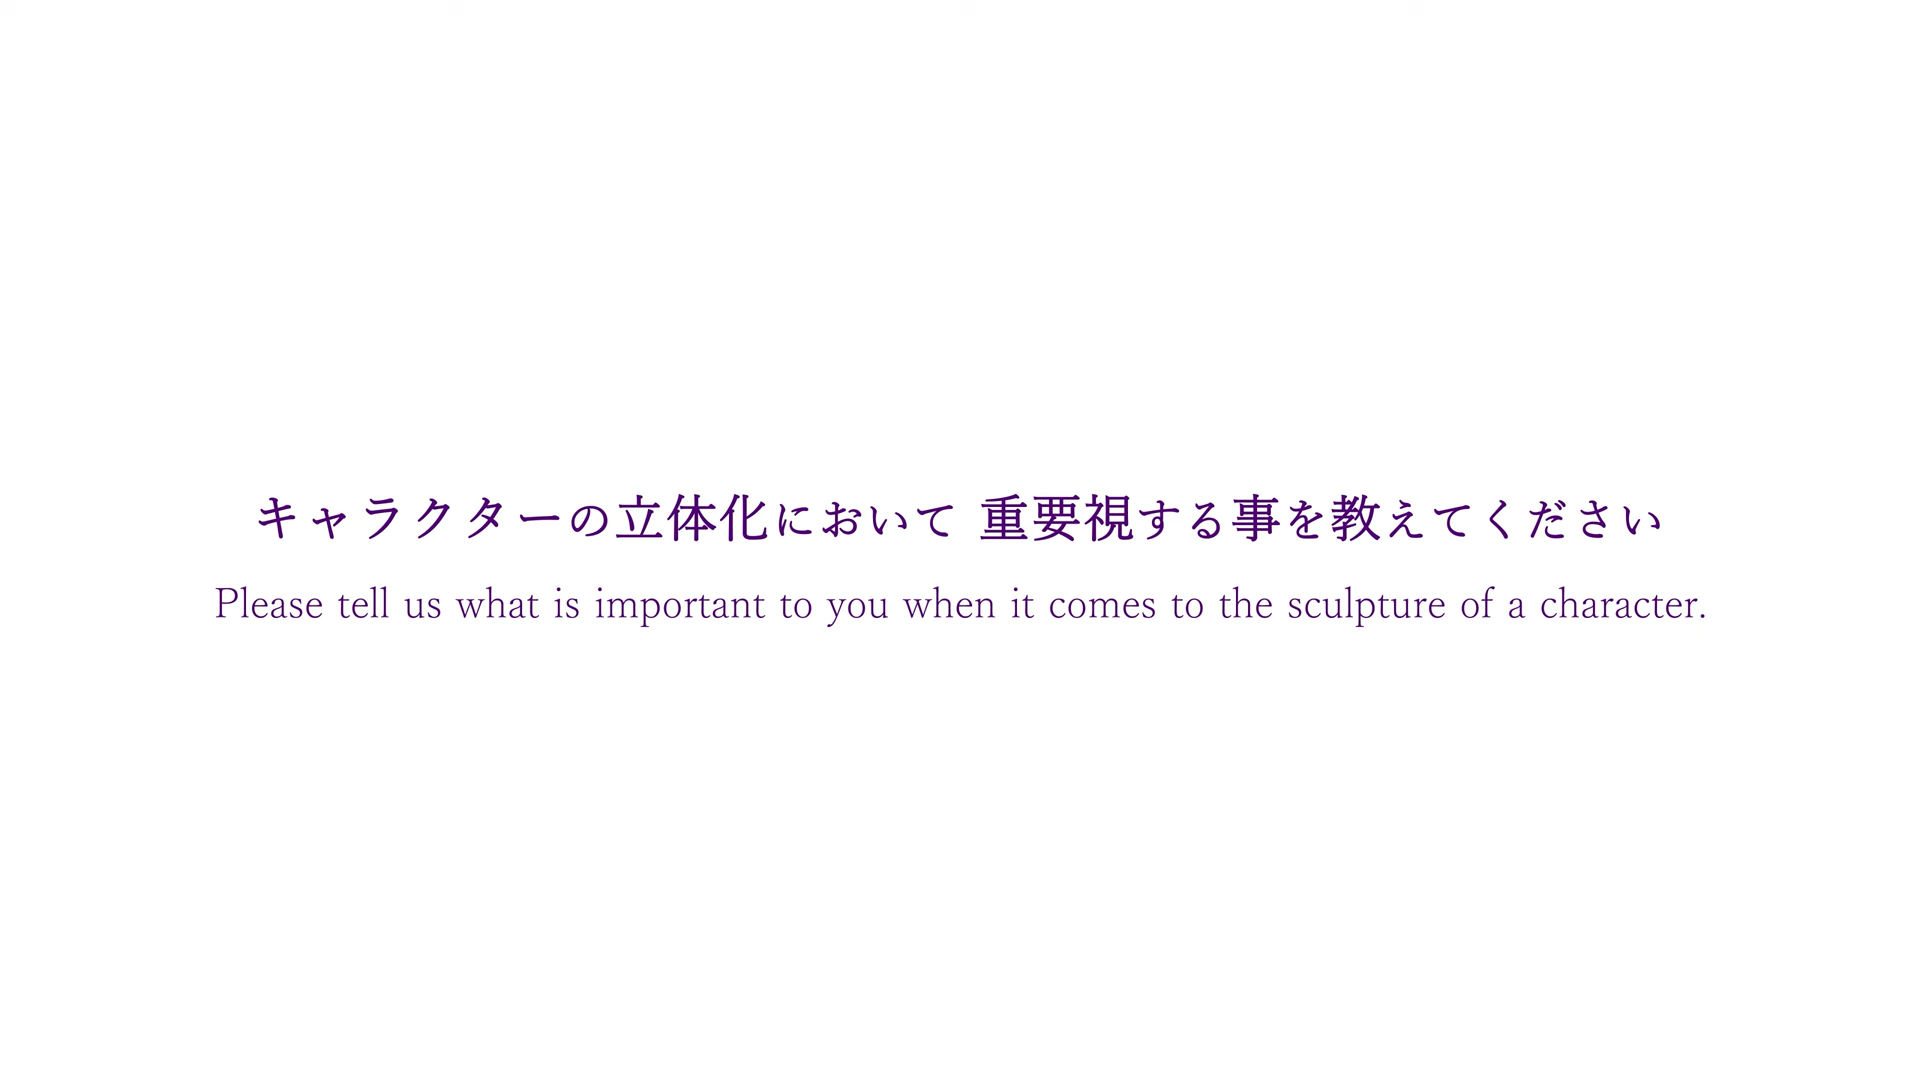 キャラクターの立体化において 重要視する事を教えてください
Please tell us what is important to you when it comes to the sculpture of a character.